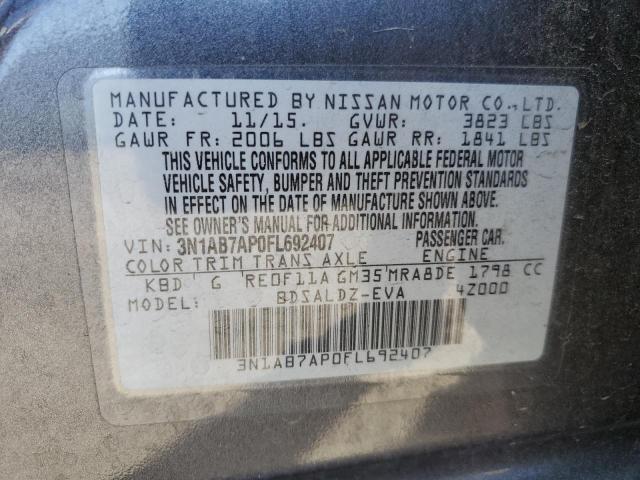 MANUFACTURED BY NISSAN MOTOR CO.,LTD.
DATE: 11/15. GVWR: 3823 LBS
GAWR FR: 2006 LBS GAWR RR: 1841 LBS
THIS VEHICLE CONFORMS TO ALL APPLICABLE FEDERAL MOTOR
VEHICLE SAFETY, BUMPER AND THEFT PREVENTION STANDARDS
IN EFFECT ON THE DATE OF MANUFACTURE SHOWN ABOVE.
SEE OWNER'S MANUAL FOR ADDITIONAL INFORMATION.
VIN: 3N1AB7AP0FL692407 PASSENGER CAR.
COLOR TRIM TRANS AXLE ENGINE
KBD G RE0F11A GM35 MRA8DE 1798 CC
MODEL: BDSALDZ-EVA 4Z000
3N1AB7AP0FL692407